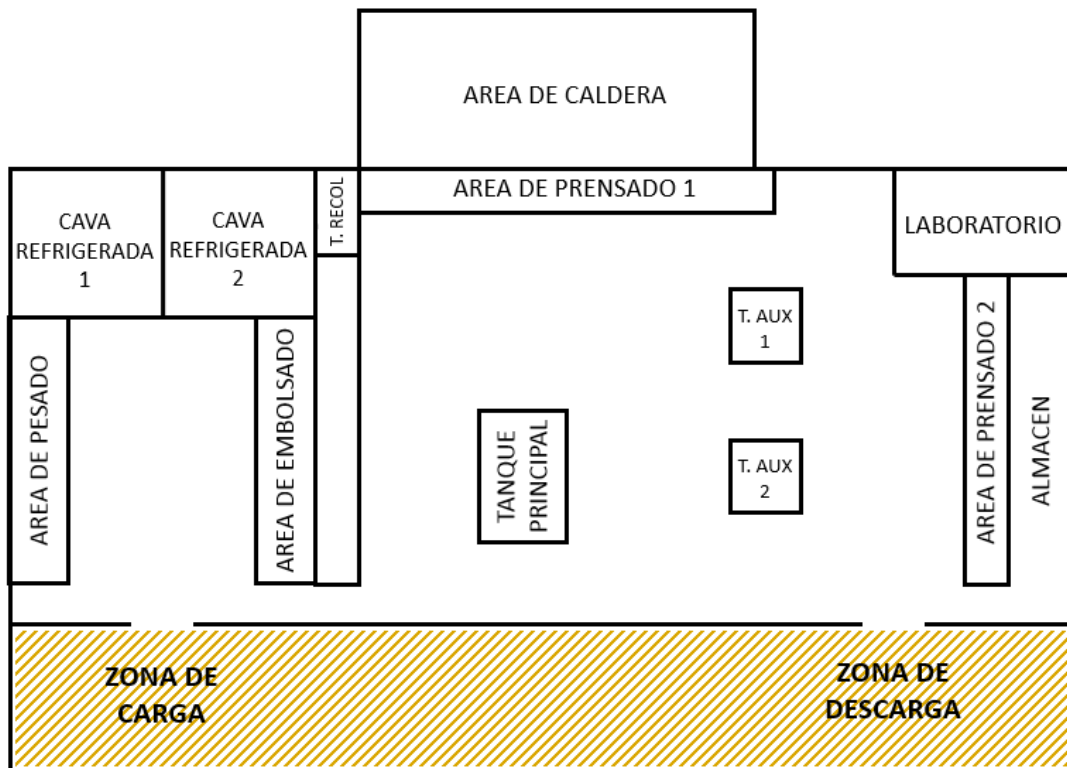 AREA DE CALDERA
AREA DE PRENSADO 1
T. RECOL
CAVA
REFRIGERADA
1
CAVA
REFRIGERADA
2
LABORATORIO
T. AUX
1
T. AUX
2
TANQUE
PRINCIPAL
AREA DE PESADO
AREA DE EMBOLSADO
AREA DE PRENSADO 2
ALMACEN
ZONA DE
CARGA
ZONA DE
DESCARGA